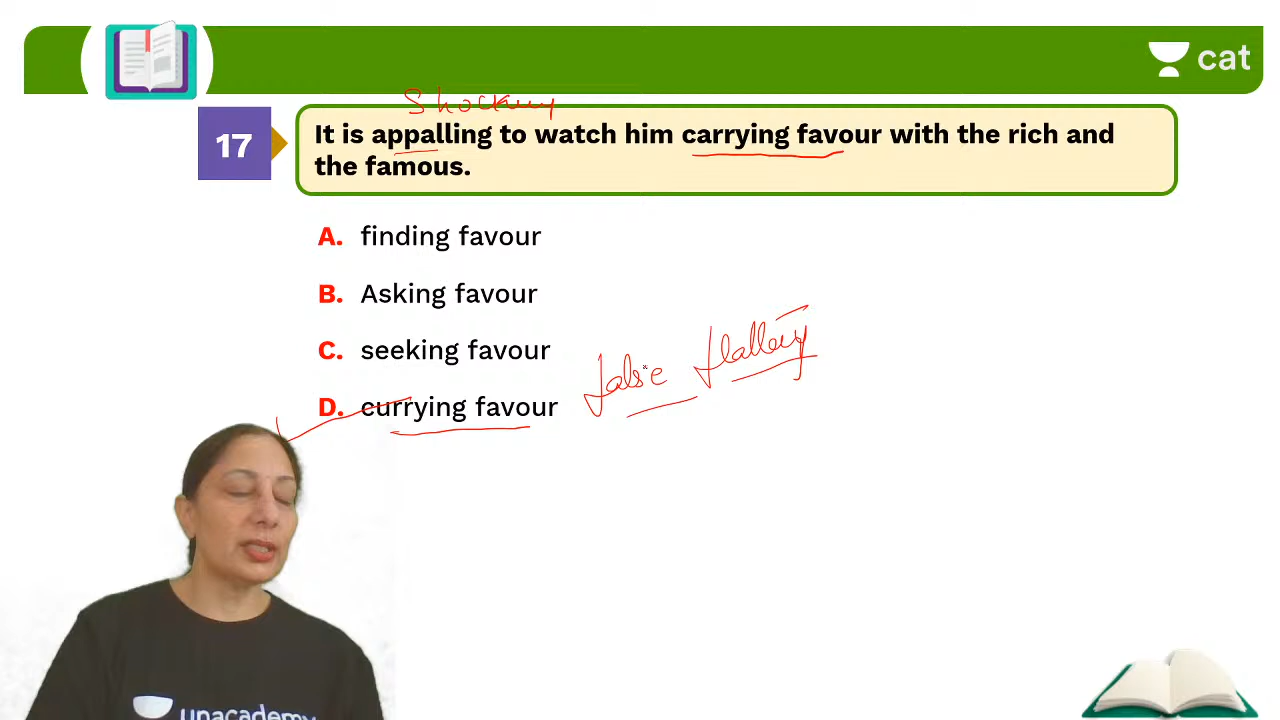 cat
Shocking
17
It is appalling to watch him carrying favour with the rich and
the famous.
A. finding favour
B. Asking favour
C. seeking favour
D. currying favour
false flattery
unacademy